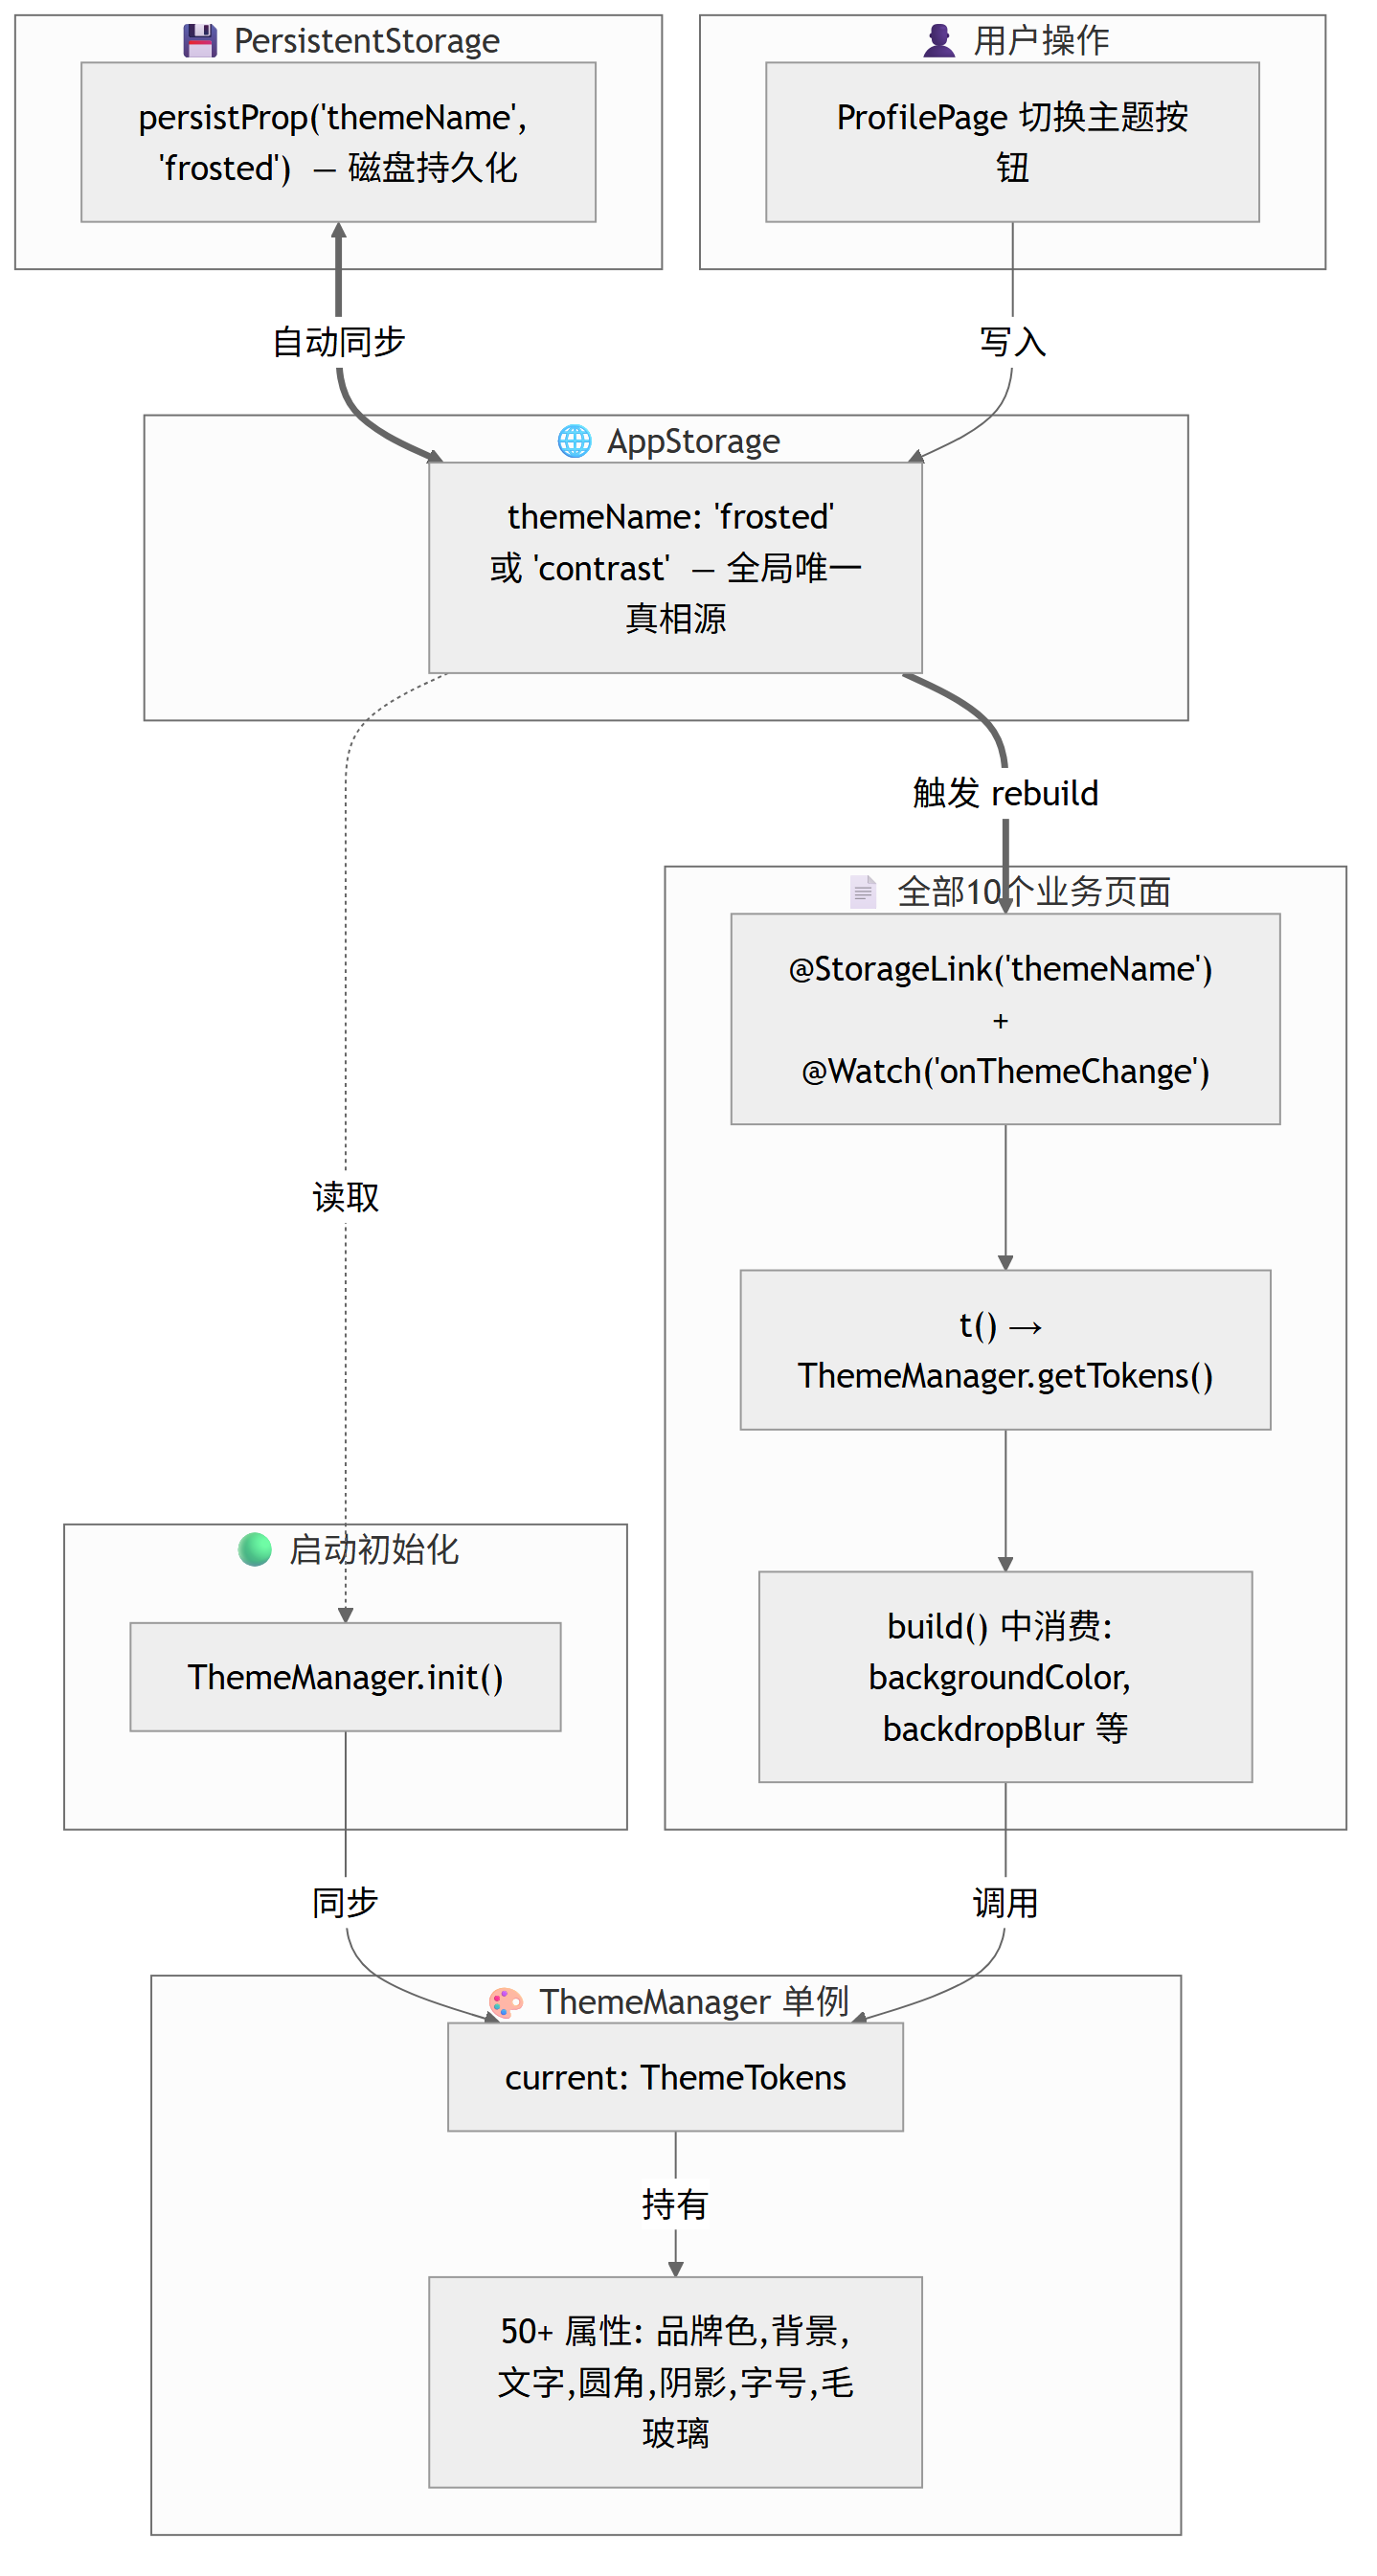 💾 PersistentStorage
persistProp('themeName',
'frosted') — 磁盘持久化
👤 用户操作
ProfilePage 切换主题按
钮
自动同步
写入
🌐 AppStorage
themeName: 'frosted'
或 'contrast' — 全局唯一
真相源
触发 rebuild
📄 全部10个业务页面
@StorageLink('themeName')
+
@Watch('onThemeChange')
读取
t() →
ThemeManager.getTokens()
🟢 启动初始化
ThemeManager.init()
build() 中消费:
backgroundColor,
backdropBlur 等
同步
调用
🎨 ThemeManager 单例
current: ThemeTokens
持有
50+ 属性: 品牌色,背景,
文字,圆角,阴影,字号,毛
玻璃